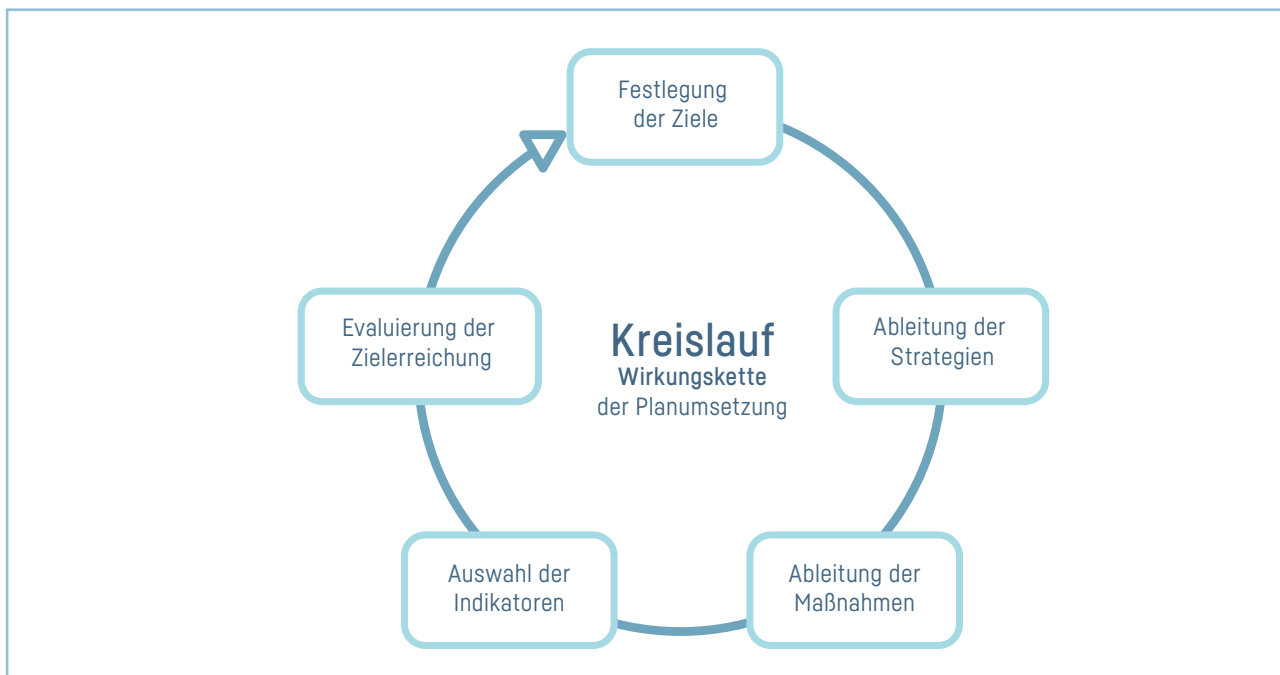 Festlegung
der Ziele
Ableitung der
Strategien
Ableitung der
Maßnahmen
Auswahl der
Indikatoren
Evaluierung der
Zielerreichung
Kreislauf
Wirkungskette
der Planumsetzung